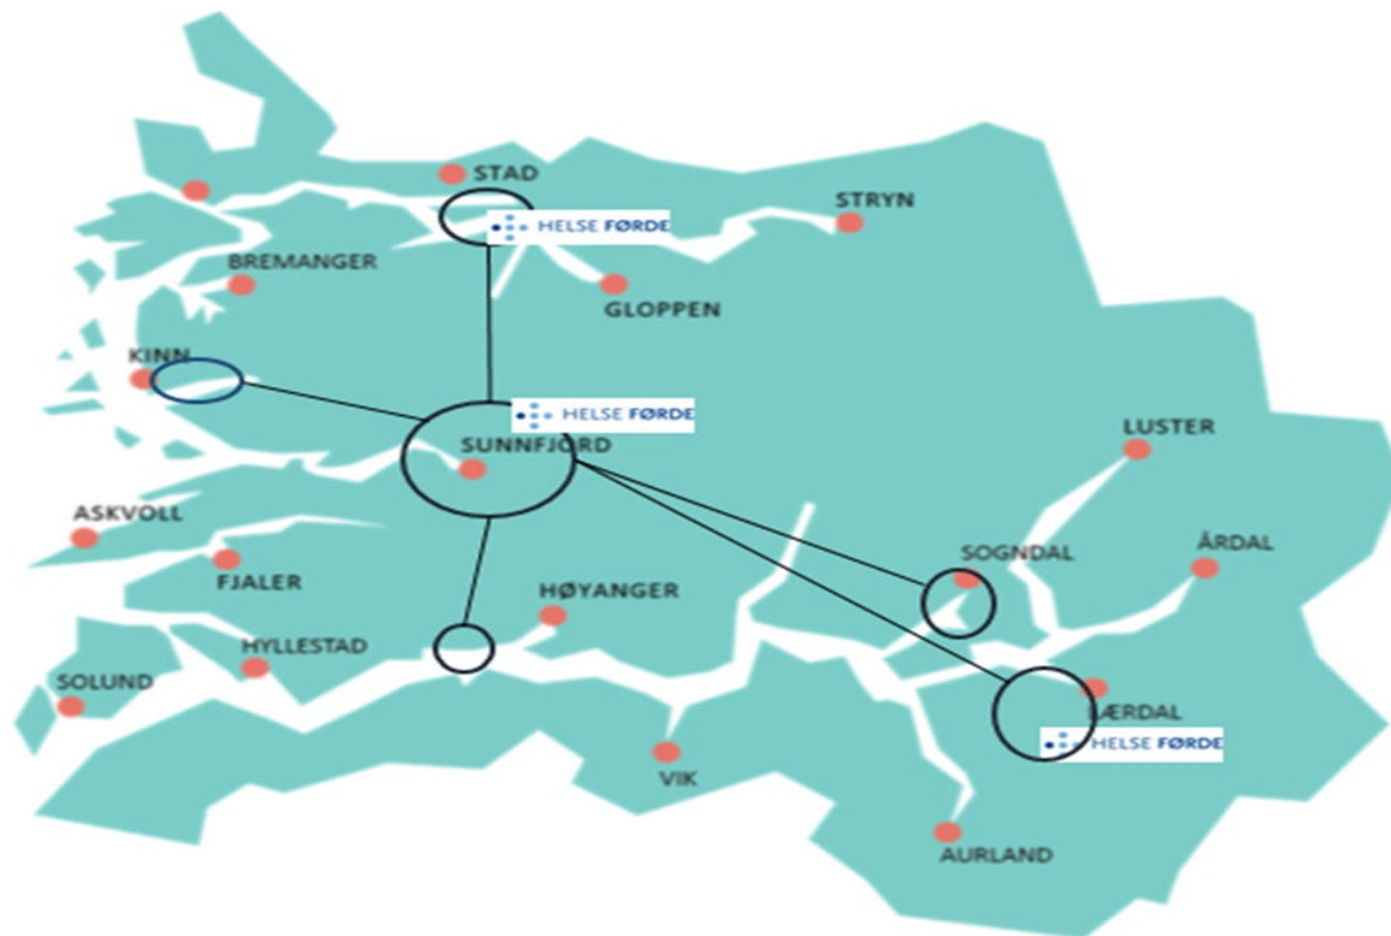 STAD
STRYN
HELSE FØRDE
BREMANGER
GLOPPEN
KINN
HELSE FØRDE
LUSTER
SUNNFJORD
ASKVOLL
ÅRDAL
SOGNDAL
FJALER
HØYANGER
HYLLESTAD
SOLUND
LÆRDAL
HELSE FØRDE
VIK
AURLAND